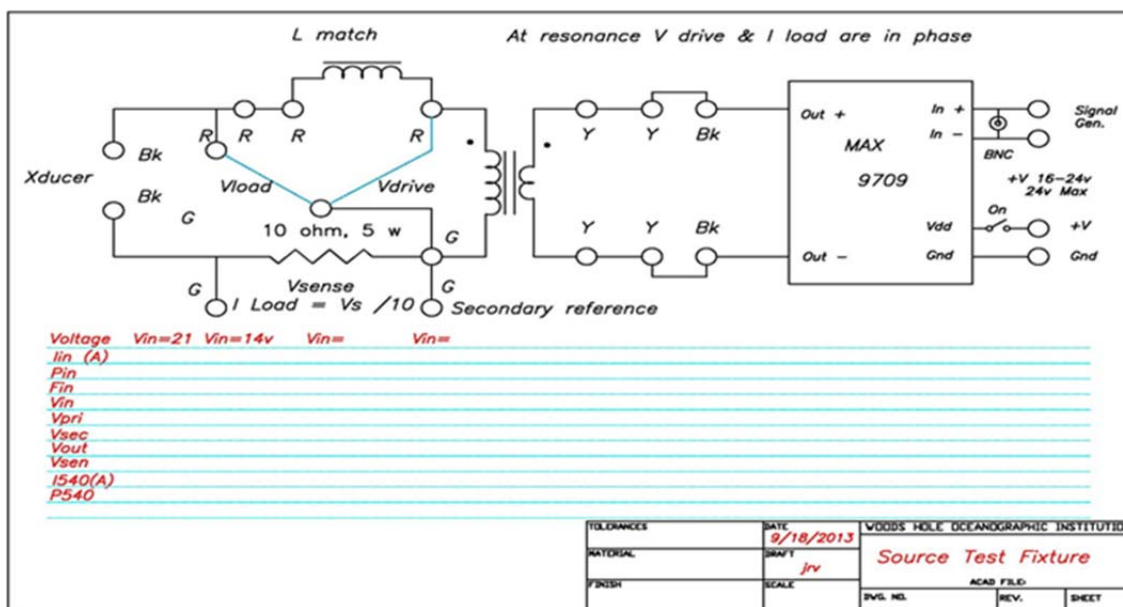 L match
At resonance V drive & I load are in phase
Out +
In +
Signal Gen.
In -
R
R
R
R
Y
Y
Bk
BNC
Bk
MAX 9709
Xducer
Vload
Vdrive
+V 16-24v
24v Max
Bk
G
10 ohm, 5 w
G
Y
Y
Bk
Vdd
On
+V
Out -
Gnd
Gnd
Vsense
G
G
I Load = Vs /10
Secondary reference
Voltage Vin=21 Vin=14v Vin= Vin=
Iin (A)
Pin
Fin
Vin
Vpri
Vsec
Vout
Vsen
I540(A)
P540
TOLERANCES
DATE
9/18/2013
WOODS HOLE OCEANOGRAPHIC INSTITUTIO
MATERIAL
DRAFT
jrv
Source Test Fixture
FINISH
SCALE
ACAD FILE:
DWG. NO.
REV.
SHEET